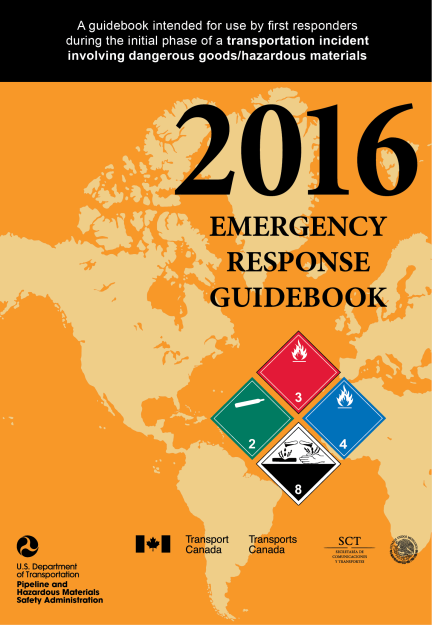 A guidebook intended for use by first responders
during the initial phase of a transportation incident
involving dangerous goods/hazardous materials
2016
EMERGENCY
RESPONSE
GUIDEBOOK
3
2
4
8
U.S. Department
of Transportation
Pipeline and
Hazardous Materials
Safety Administration
Transport
Canada
Transports
Canada
SCT
SECRETARÍA DE
COMUNICACIONES
Y TRANSPORTES